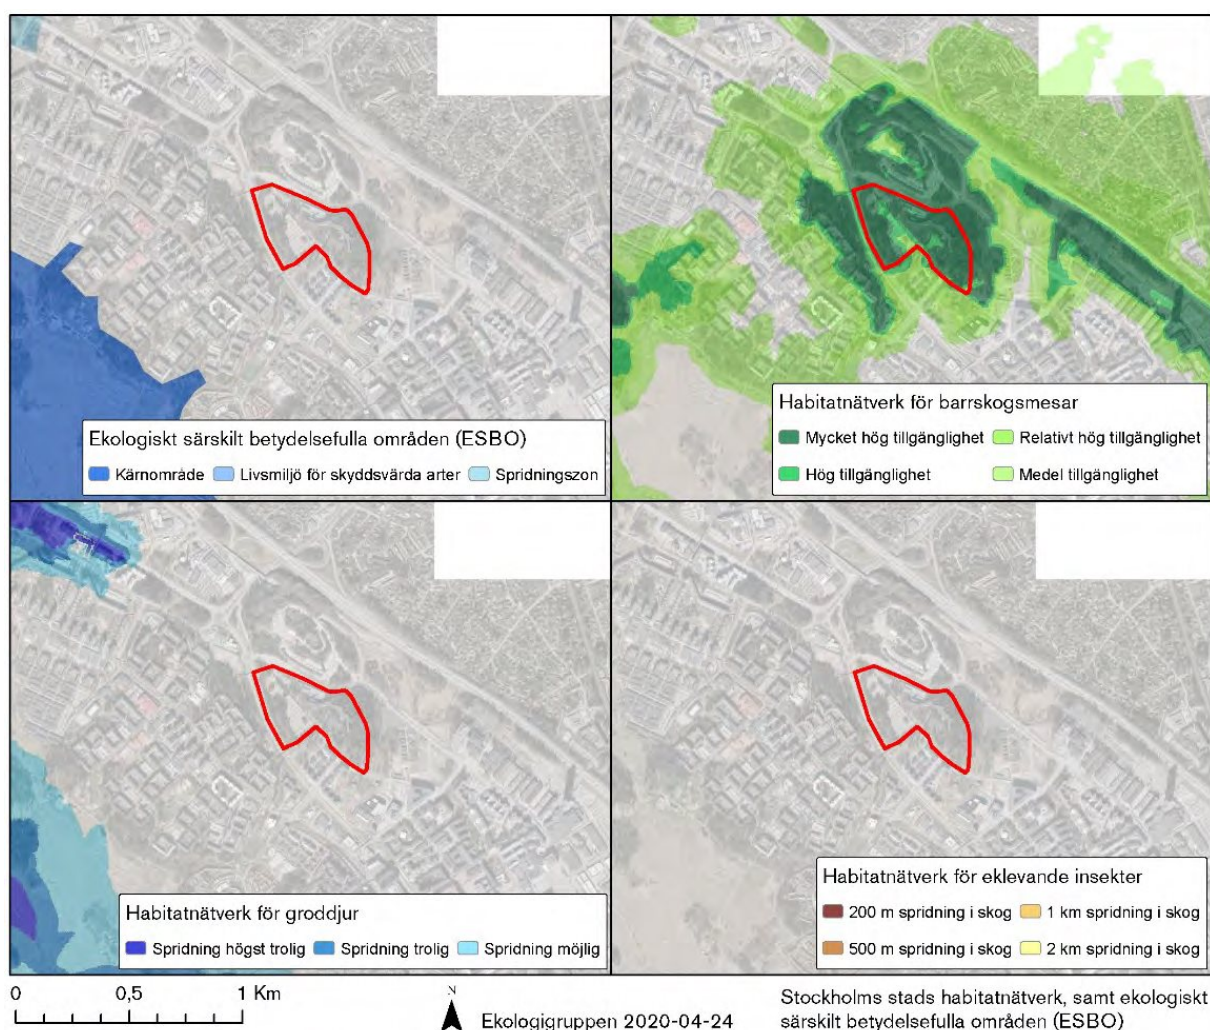 Ekologiskt särskilt betydelsefulla områden (ESBO)
Kärnområde Livsmiljö för skyddsvärda arter Spridningszon
Habitatnätverk för barrskogsmesar
Mycket hög tillgänglighet Relativt hög tillgänglighet
Hög tillgänglighet Medel tillgänglighet
Habitatnätverk för groddjur
Spridning högst trolig Spridning trolig Spridning möjlig
Habitatnätverk för eklevande insekter
200 m spridning i skog 1 km spridning i skog
500 m spridning i skog 2 km spridning i skog
0 0,5 1 Km
N
Ekologigruppen 2020-04-24
Stockholms stads habitatnätverk, samt ekologiskt
särskilt betydelsefulla områden (ESBO)